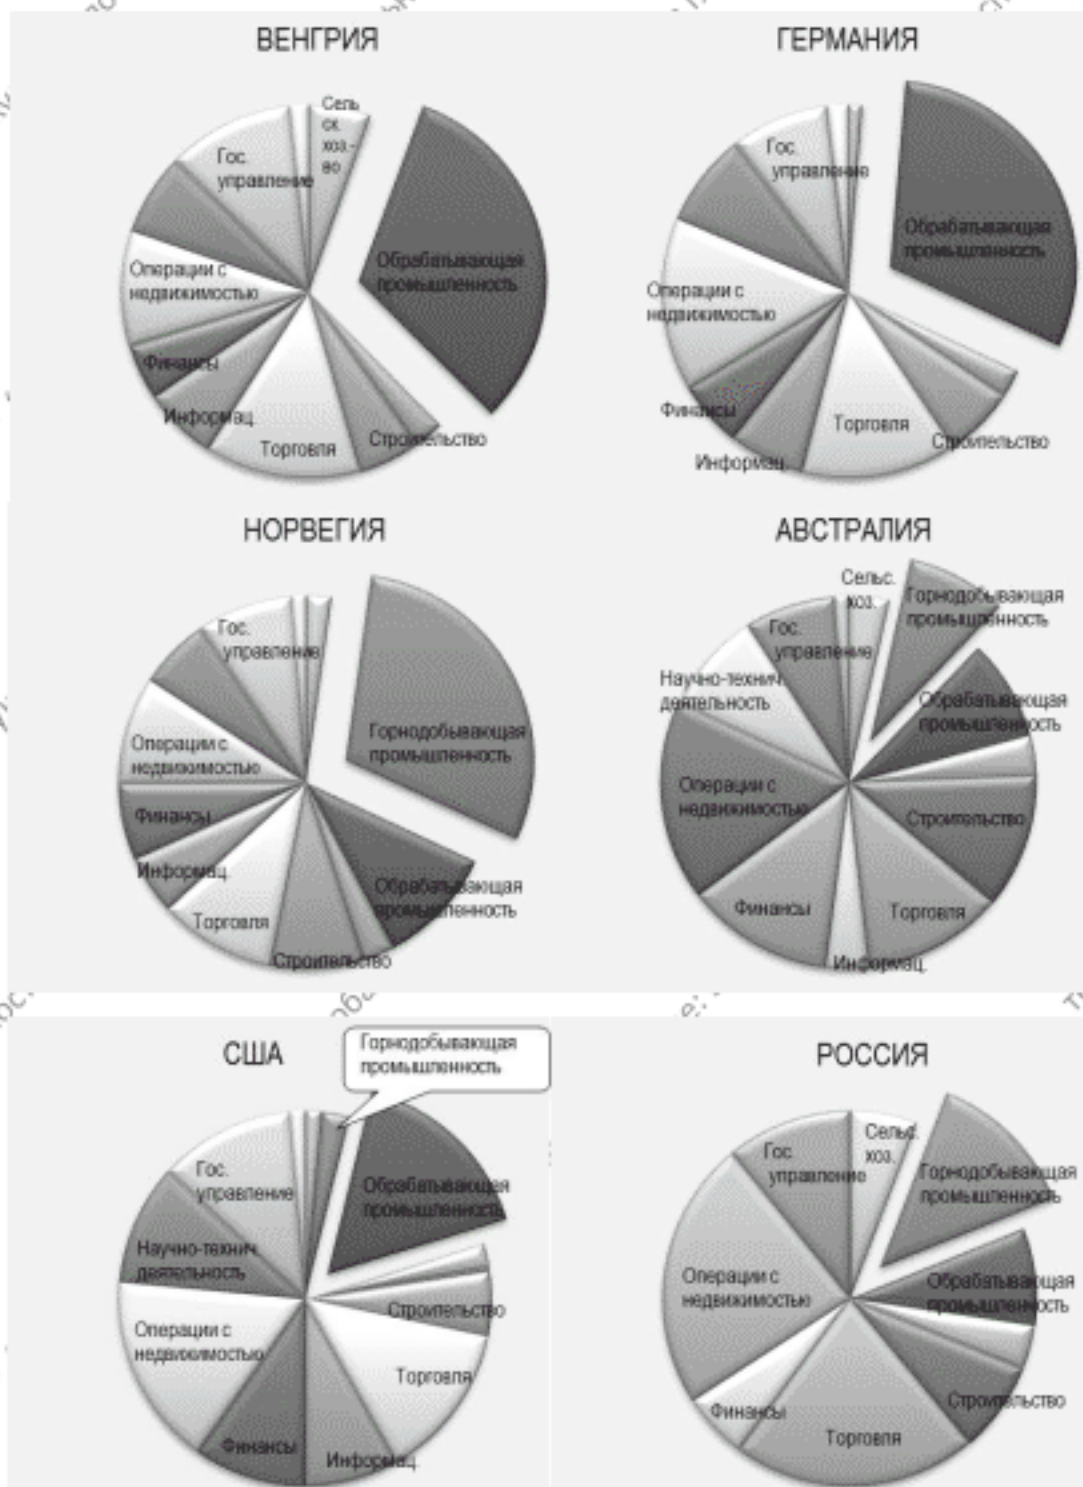 ВЕНГРИЯ
Сель
ск.
хоз.-
во
Гос.
управление
Обрабатывающая
промышленность
Операции с
недвижимостью
Финансы
Информац.
Торговля
Строительство
ГЕРМАНИЯ
Гос.
управление
Обрабатывающая
промышленность
Операции с
недвижимостью
Финансы
Информац.
Торговля
Строительство
НОРВЕГИЯ
Гос.
управление
Горнодобывающая
промышленность
Операции с
недвижимостью
Финансы
Информац.
Торговля
Строительство
Обрабатывающая
промышленность
АВСТРАЛИЯ
Сельс.
хоз.
Горнодобывающая
промышленность
Гос.
управление
Научно-технич.
деятельность
Обрабатывающая
промышленность
Операции с
недвижимостью
Строительство
Финансы
Торговля
Информац.
США
Горнодобывающая
промышленность
Гос.
управление
Обрабатывающая
промышленность
Научно-технич.
деятельность
Строительство
Операции с
недвижимостью
Торговля
Финансы
Информац.
РОССИЯ
Сельс.
хоз.
Гос.
управление
Горнодобывающая
промышленность
Операции с
недвижимостью
Обрабатывающая
промышленность
Финансы
Строительство
Торговля